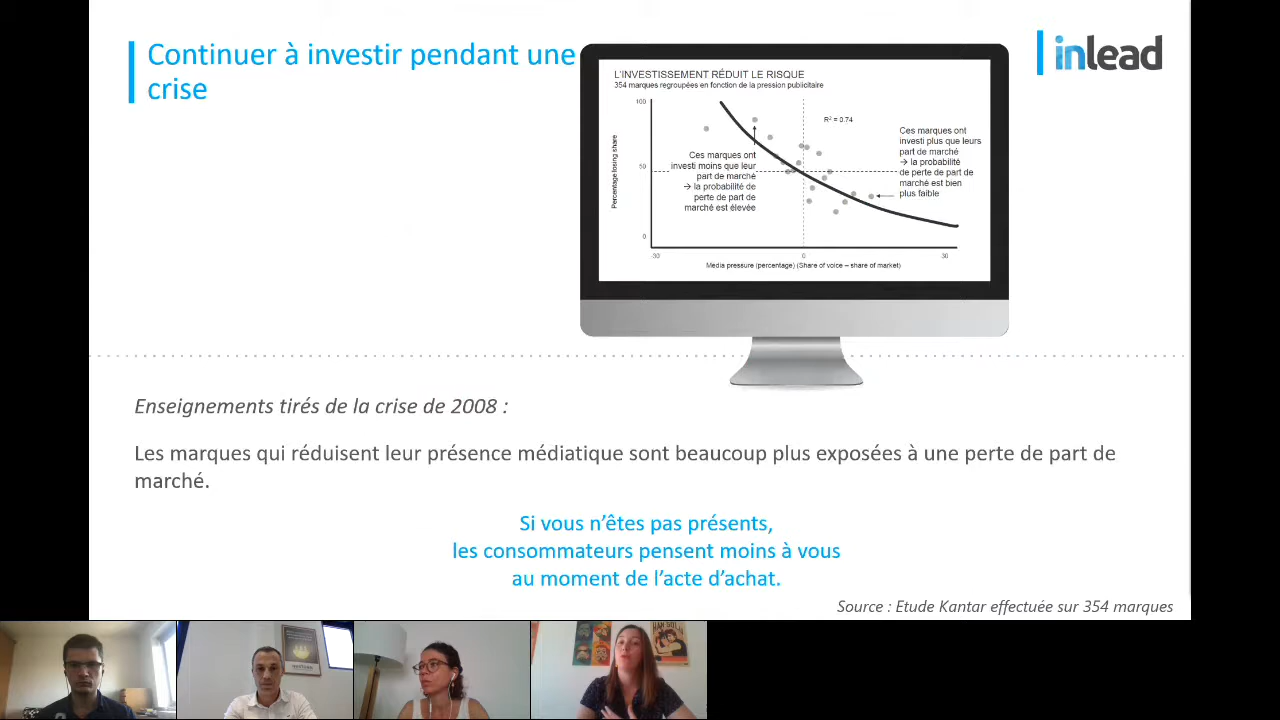 Continuer à investir pendant une
crise
inlead
L'INVESTISSEMENT RÉDUIT LE RISQUE
354 marques regroupées en fonction de la pression publicitaire
100
50
0
Percentage losing share
R² = 0.74
Ces marques ont
investi moins que leur
part de marché
→ la probabilité de
perte de part de
marché est élevée
Ces marques ont
investi plus que leurs
part de marché
→ la probabilité
de perte de part de
marché est bien
plus faible
-30
0
30
Media pressure (percentage) (Share of voice – share of market)
Enseignements tirés de la crise de 2008 :
Les marques qui réduisent leur présence médiatique sont beaucoup plus exposées à une perte de part de
marché.
Si vous n'êtes pas présents,
les consommateurs pensent moins à vous
au moment de l'acte d'achat.
Source : Etude Kantar effectuée sur 354 marques